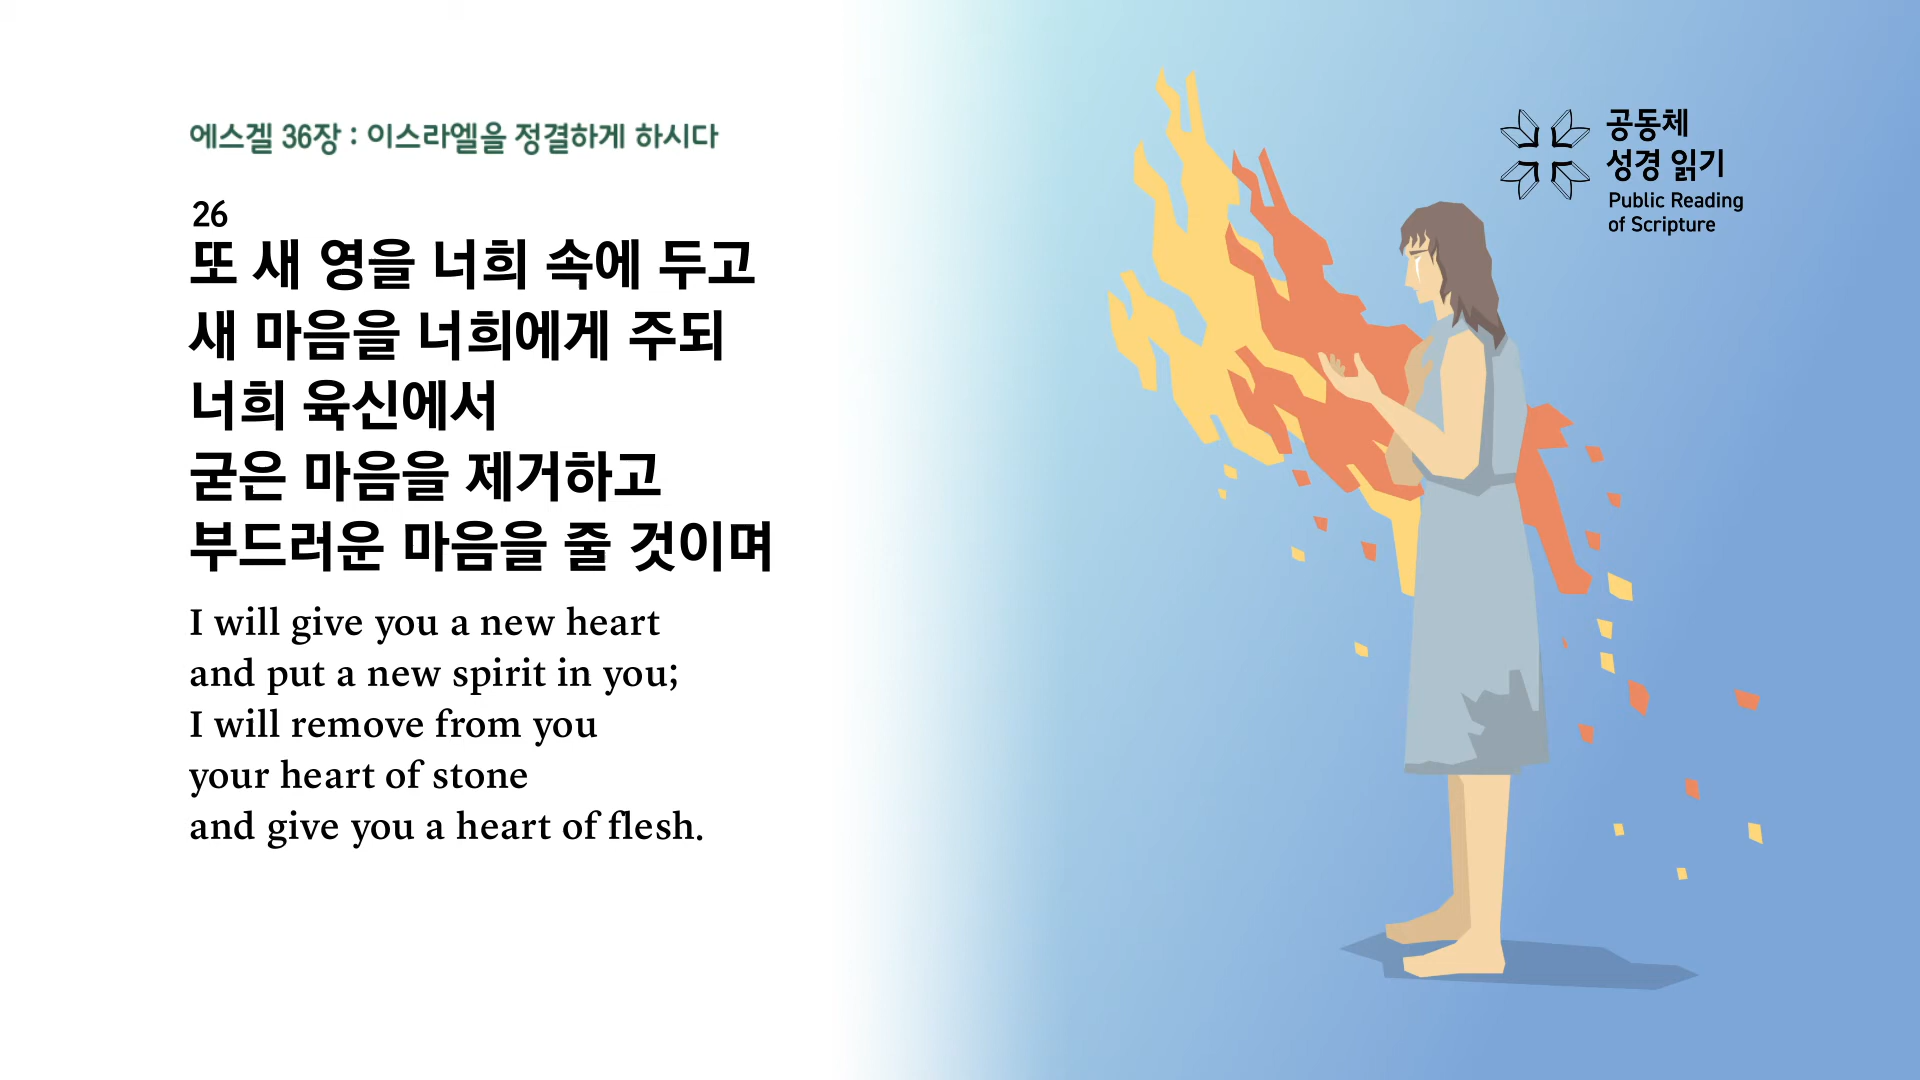 에스겔 36장 : 이스라엘을 정결하게 하시다
26
또 새 영을 너희 속에 두고
새 마음을 너희에게 주되
너희 육신에서
굳은 마음을 제거하고
부드러운 마음을 줄 것이며
I will give you a new heart
and put a new spirit in you;
I will remove from you
your heart of stone
and give you a heart of flesh.
공동체
성경 읽기
Public Reading
of Scripture